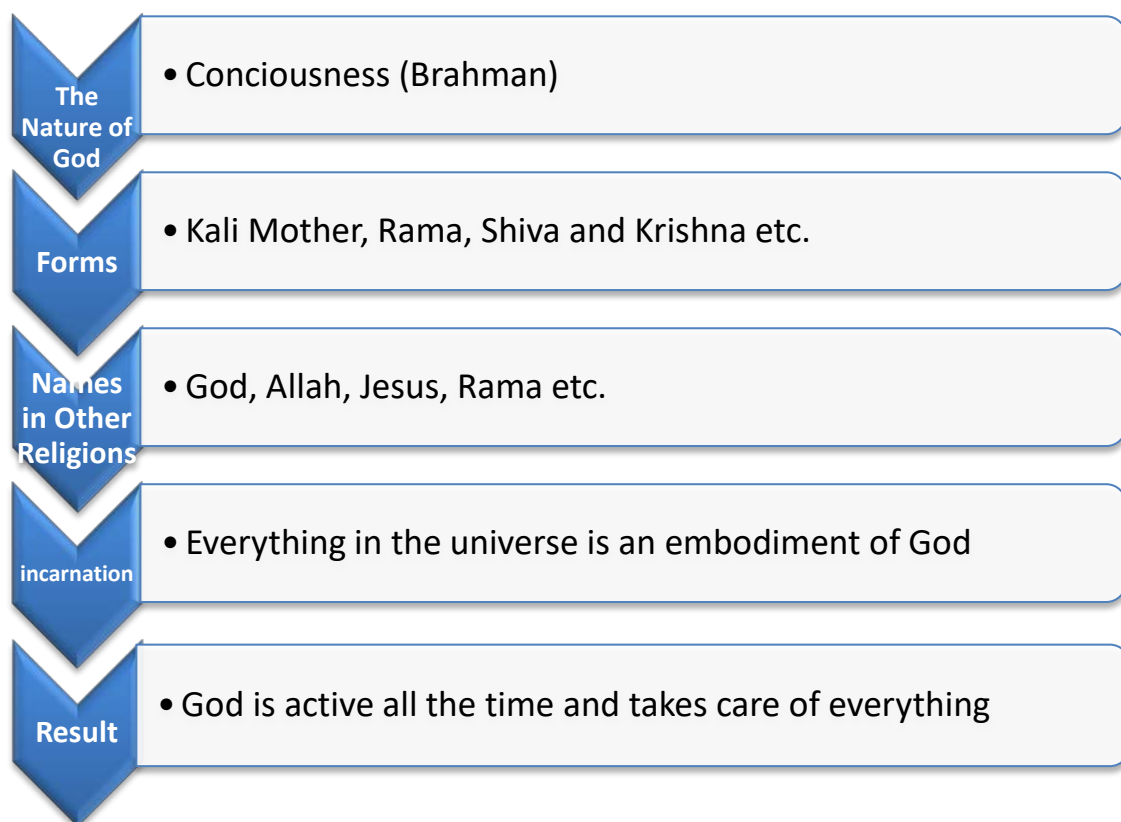 The
Nature of
God
• Conciousness (Brahman)
Forms
• Kali Mother, Rama, Shiva and Krishna etc.
Names
in Other
Religions
• God, Allah, Jesus, Rama etc.
incarnation
• Everything in the universe is an embodiment of God
Result
• God is active all the time and takes care of everything